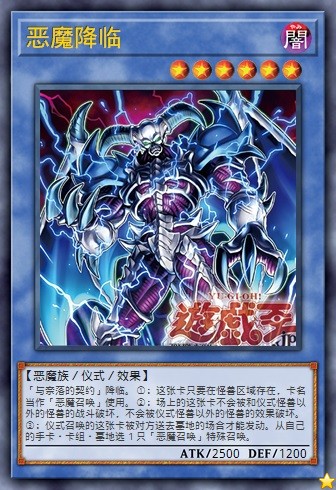 恶魔降临
闇
YU-GI-OH!
遊戯王
.jp
【恶魔族／仪式／效果】
「与奈落的契约」降临。①：这张卡只要在怪兽区域存在，卡名
当作「恶魔召唤」使用。②：场上的这张卡不会被和仪式怪兽以
外的怪兽的战斗破坏，不会被仪式怪兽以外的怪兽的效果破坏。
③：仪式召唤的这张卡被对方送去墓地的场合才能发动。从自己
的手卡·卡组·墓地选1只「恶魔召唤」特殊召唤。
ATK/2500 DEF/1200